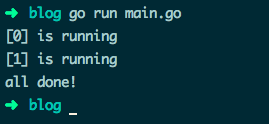 ➜ blog go run main.go
[0] is running
[1] is running
all done!
➜ blog _